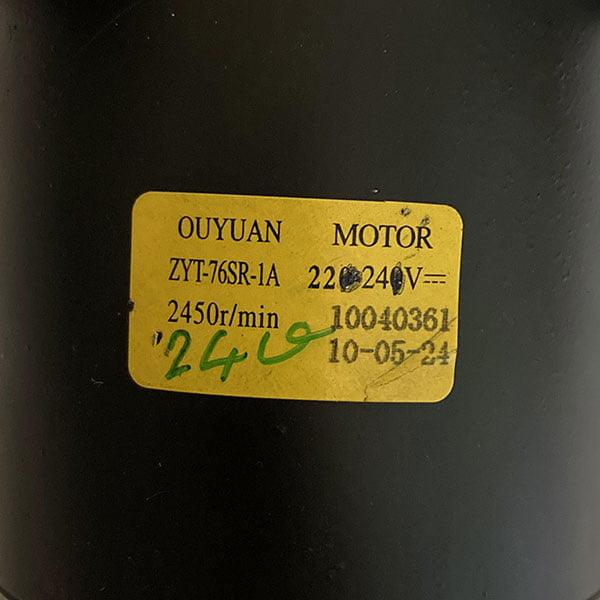 OUYUAN MOTOR
ZYT-76SR-1A 220-240V⎓
2450r/min 10040361
240 10-05-24